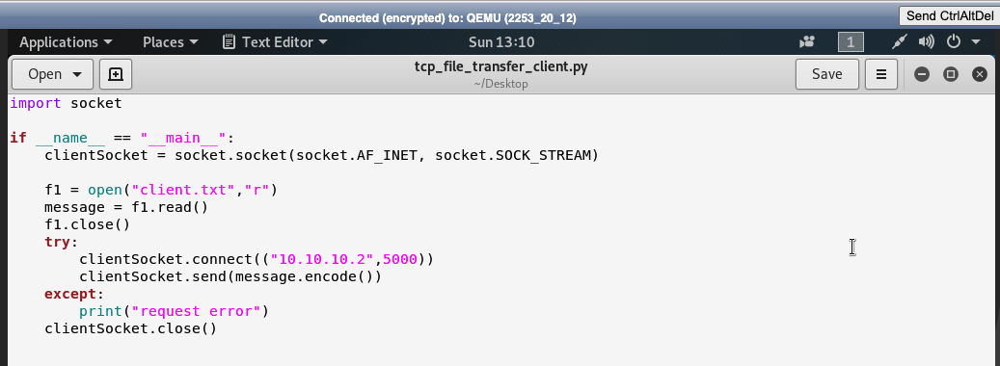 Connected (encrypted) to: QEMU (2253_20_12)
Send CtrlAltDel
Applications Places Text Editor Sun 13:10 1
Open tcp_file_transfer_client.py Save
~/Desktop
import socket
if __name__ == "__main__":
    clientSocket = socket.socket(socket.AF_INET, socket.SOCK_STREAM)
    f1 = open("client.txt","r")
    message = f1.read()
    f1.close()
    try:
        clientSocket.connect(("10.10.10.2",5000))
        clientSocket.send(message.encode())
    except:
        print("request error")
    clientSocket.close()